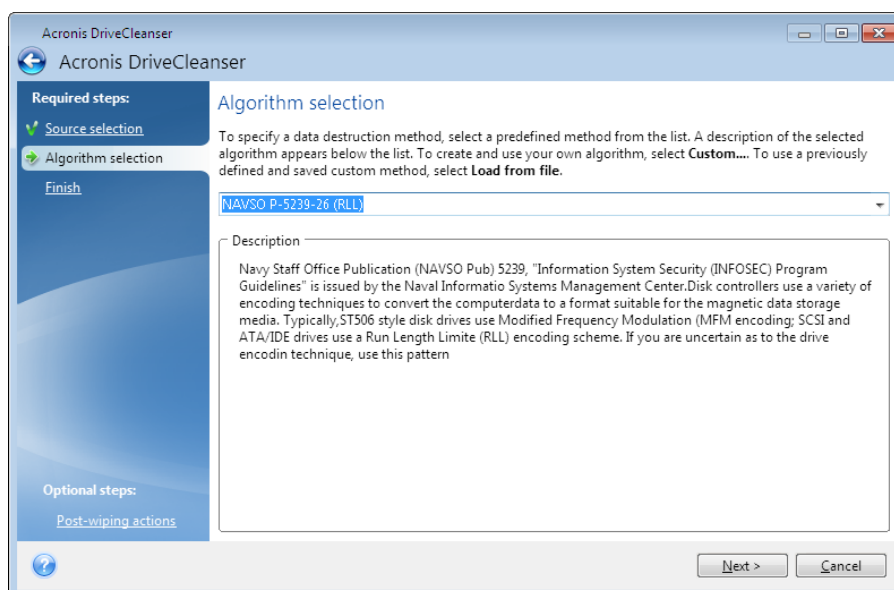 Acronis DriveCleanser
Acronis DriveCleanser
Required steps:
Source selection
Algorithm selection
Finish
Optional steps:
Post-wiping actions
Algorithm selection
To specify a data destruction method, select a predefined method from the list. A description of the selected
algorithm appears below the list. To create and use your own algorithm, select Custom.... To use a previously
defined and saved custom method, select Load from file.
NAVSO P-5239-26 (RLL)
Description
Navy Staff Office Publication (NAVSO Pub) 5239, "Information System Security (INFOSEC) Program
Guidelines" is issued by the Naval Informatio Systems Management Center.Disk controllers use a variety of
encoding techniques to convert the computerdata to a format suitable for the magnetic data storage
media. Typically,ST506 style disk drives use Modified Frequency Modulation (MFM encoding; SCSI and
ATA/IDE drives use a Run Length Limite (RLL) encoding scheme. If you are uncertain as to the drive
encodin technique, use this pattern
Next >
Cancel